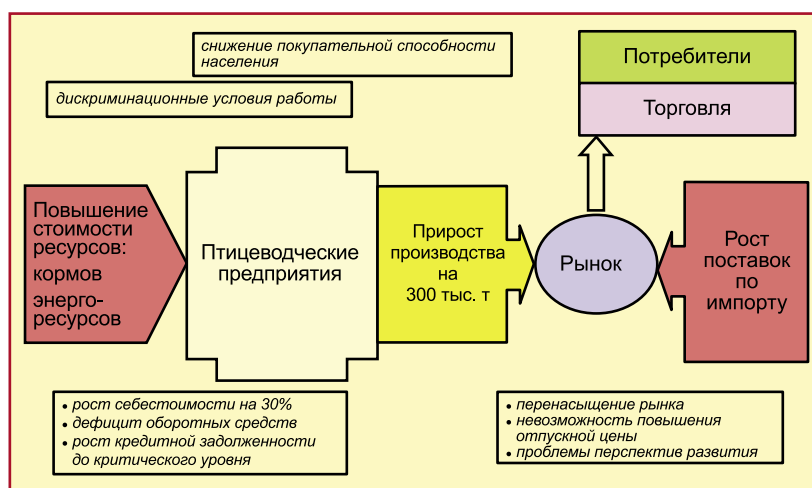 снижение покупательной способности
населения
Потребители
дискриминационные условия работы
Торговля
Повышение
стоимости
ресурсов:
кормов
энерго-
ресурсов
Птицеводческие
предприятия
Прирост
производства
на
300 тыс. т
Рынок
Рост
поставок
по
импорту
• рост себестоимости на 30%
• дефицит оборотных средств
• рост кредитной задолженности
до критического уровня
• перенасыщение рынка
• невозможность повышения
отпускной цены
• проблемы перспектив развития